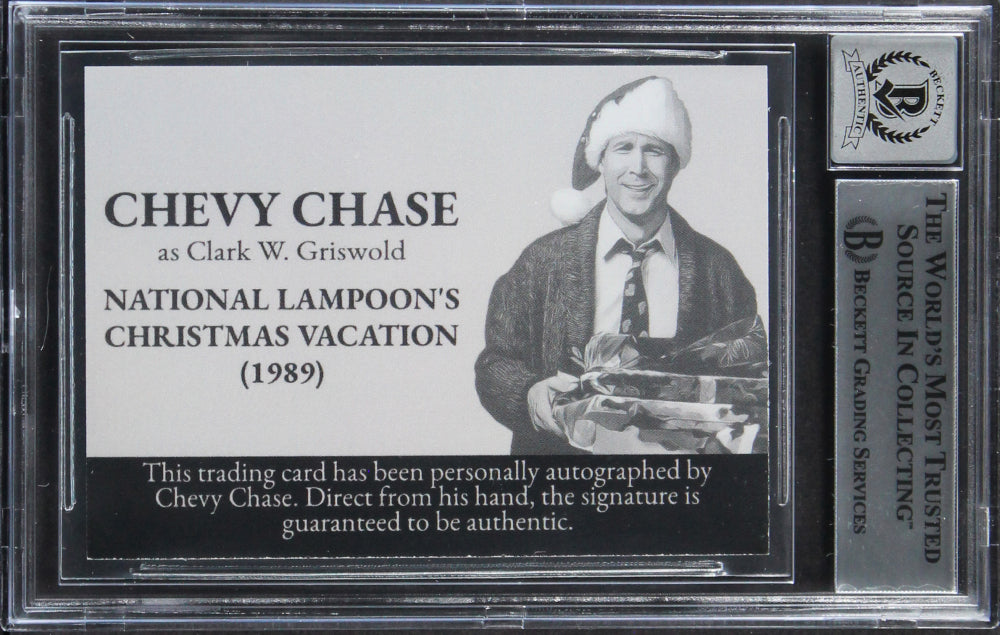 CHEVY CHASE
as Clark W. Griswold
NATIONAL LAMPOON'S
CHRISTMAS VACATION
(1989)
This trading card has been personally autographed by
Chevy Chase. Direct from his hand, the signature is
guaranteed to be authentic.
BECKETT
B
AUTHENTIC
THE WORLD'S MOST TRUSTED
SOURCE IN COLLECTING™
B
BECKETT GRADING SERVICES